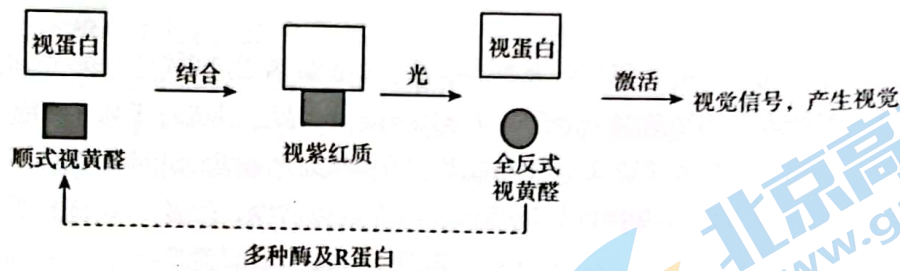 视蛋白
视蛋白
结合
光
激活
视觉信号，产生视觉
顺式视黄醛
视紫红质
全反式
视黄醛
多种酶及R蛋白
北京高
www.g